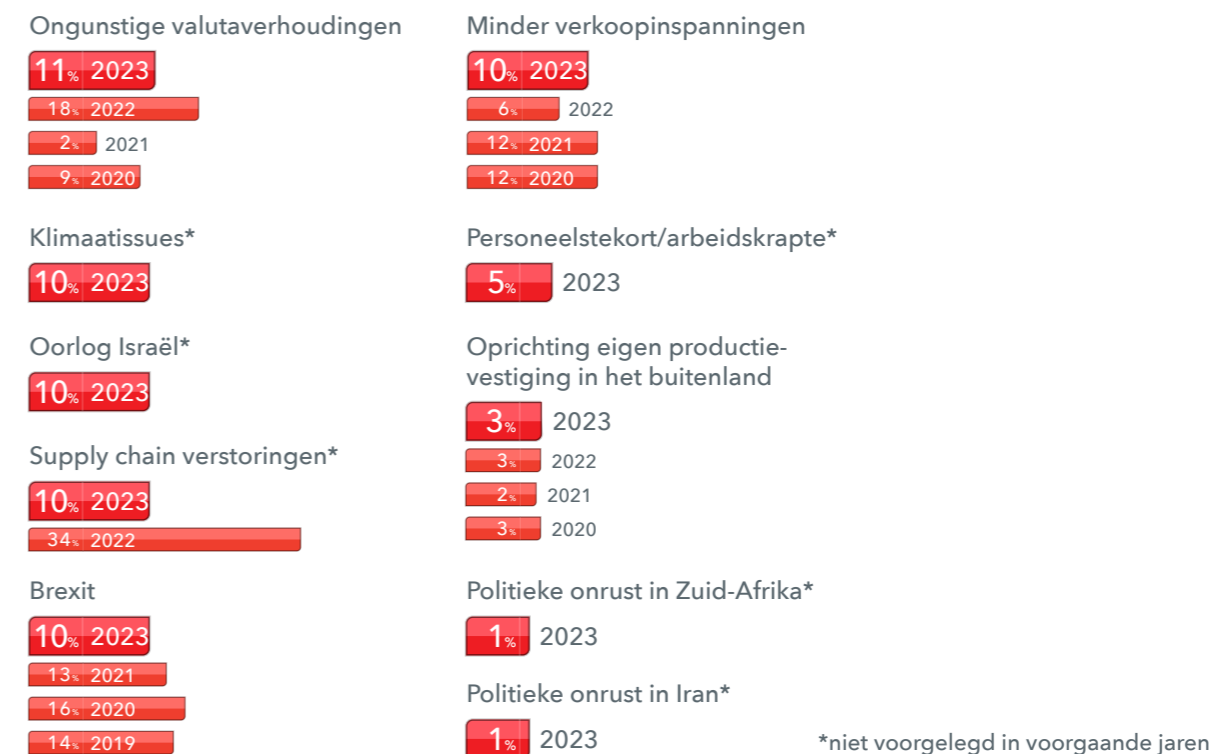 Ongunstige valutaverhoudingen
11% 2023
18% 2022
2% 2021
9% 2020
Klimaatissues*
10% 2023
Oorlog Israël*
10% 2023
Supply chain verstoringen*
10% 2023
34% 2022
Brexit
10% 2023
13% 2021
16% 2020
14% 2019
Minder verkoopinspanningen
10% 2023
6% 2022
12% 2021
12% 2020
Personeelstekort/arbeidskrapte*
5% 2023
Oprichting eigen productie-
vestiging in het buitenland
3% 2023
3% 2022
2% 2021
3% 2020
Politieke onrust in Zuid-Afrika*
1% 2023
Politieke onrust in Iran*
1% 2023
*niet voorgelegd in voorgaande jaren